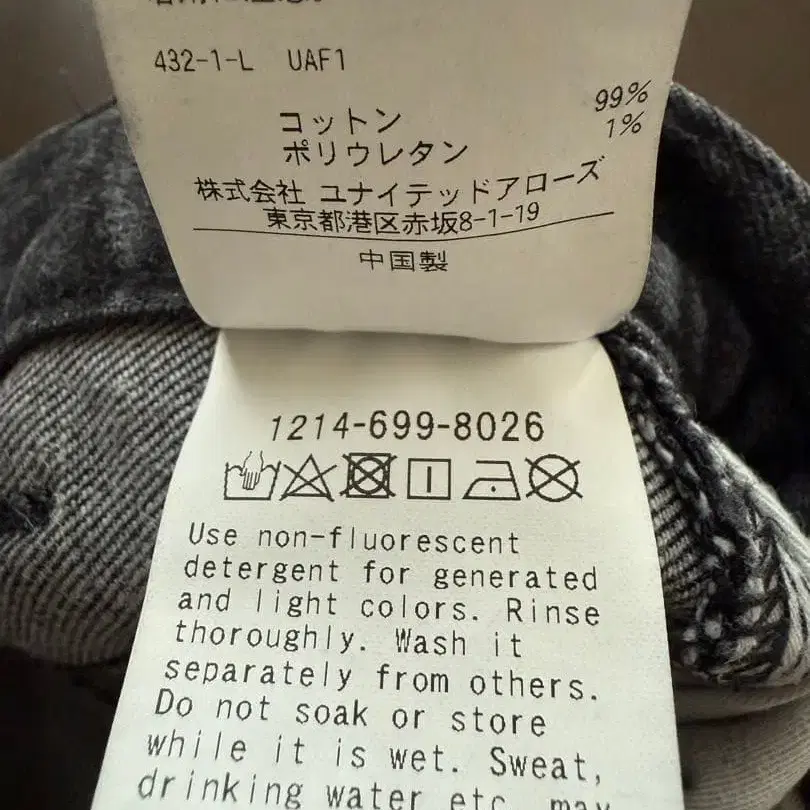 432-1-L UAF1
コットン 99%
ポリウレタン 1%
株式会社 ユナイテッドアローズ
東京都港区赤坂8-1-19
中国製
1214-699-8026
Use non-fluorescent
detergent for generated
and light colors. Rinse
thoroughly. Wash it
separately from others.
Do not soak or store
while it is wet. Sweat,
drinking water etc. may